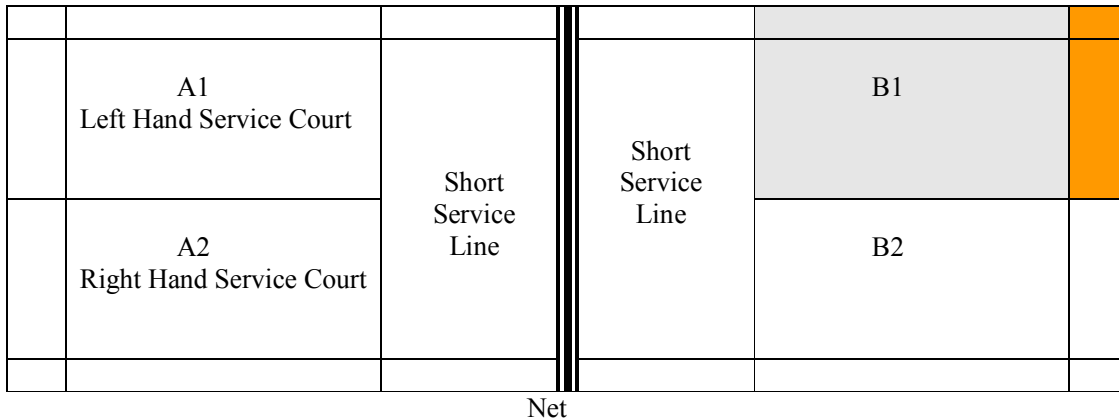 A1
Left Hand Service Court
A2
Right Hand Service Court
Short
Service
Line
Short
Service
Line
B1
B2
Net